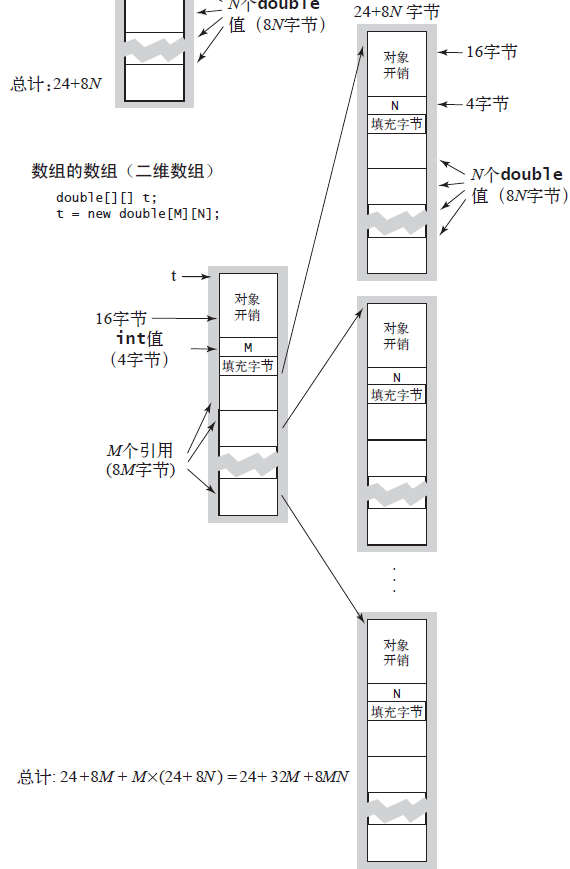 N个double
值（8N字节）
总计：24+8N
数组的数组（二维数组）
double[][] t;
t = new double[M][N];
t
对象
开销
16字节
int值
（4字节）
M
填充字节
M个引用
(8M字节)
24+8N 字节
对象
开销
16字节
N
4字节
填充字节
N个double
值（8N字节）
对象
开销
N
填充字节
对象
开销
N
填充字节
总计: 24+8M + M×(24+8N) =24+32M+8MN